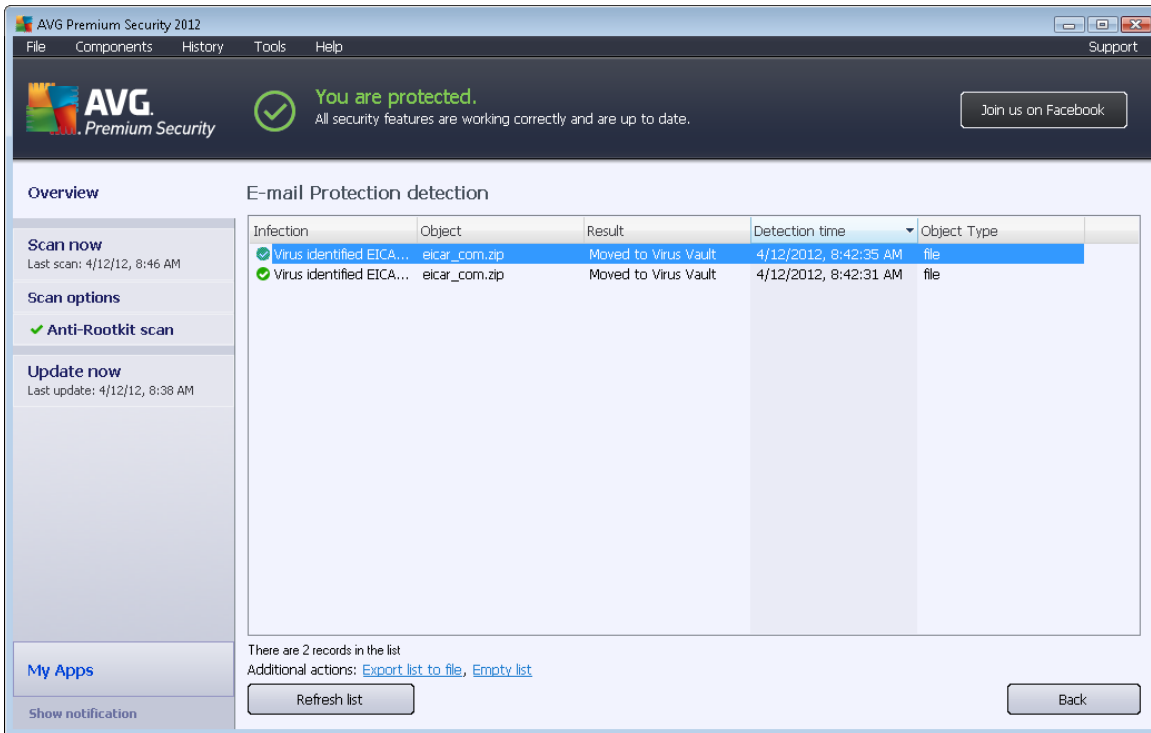 AVG Premium Security 2012
File Components History Tools Help Support
AVG.
Premium Security
You are protected.
All security features are working correctly and are up to date.
Join us on Facebook
Overview
Scan now
Last scan: 4/12/12, 8:46 AM
Scan options
Anti-Rootkit scan
Update now
Last update: 4/12/12, 8:38 AM
My Apps
Show notification
E-mail Protection detection
Infection Object Result Detection time Object Type
Virus identified EICA... eicar_com.zip Moved to Virus Vault 4/12/2012, 8:42:35 AM file
Virus identified EICA... eicar_com.zip Moved to Virus Vault 4/12/2012, 8:42:31 AM file
There are 2 records in the list
Additional actions: Export list to file, Empty list
Refresh list Back